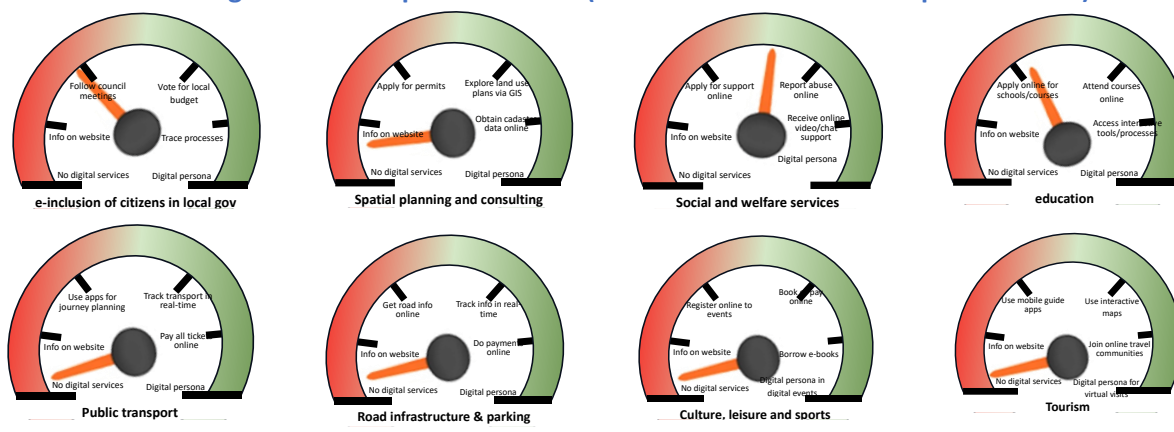 Follow council
meetings
Vote for local
budget
Info on website
Trace processes
No digital services
Digital persona
e-inclusion of citizens in local gov
Apply for permits
Explore land use
plans via GIS
Info on website
Obtain
data online
No digital services
Digital persona
Spatial planning and consulting
Apply for support
online
Report abuse
online
Info on website
Receive online
video/chat
support
No digital services
Digital persona
Social and welfare services
Apply online for
schools/courses
Attend courses
online
Info on website
Access
tools/processes
No digital services
Digital persona
education
Use apps for
journey planning
Track transport in
real-time
Info on website
Pay all
online
No digital services
Digital persona
Public transport
Get road info
online
Track info in real-
time
Info on website
Do payment
online
No digital services
Digital persona
Road infrastructure & parking
Register online to
events
Book pay
online
Info on website
Borrow e-books
No digital services
Digital persona in
digital events
Culture, leisure and sports
Use mobile guide
apps
Use interactive
maps
Info on website
Join online travel
communities
No digital services
Digital persona for
virtual visits
Tourism